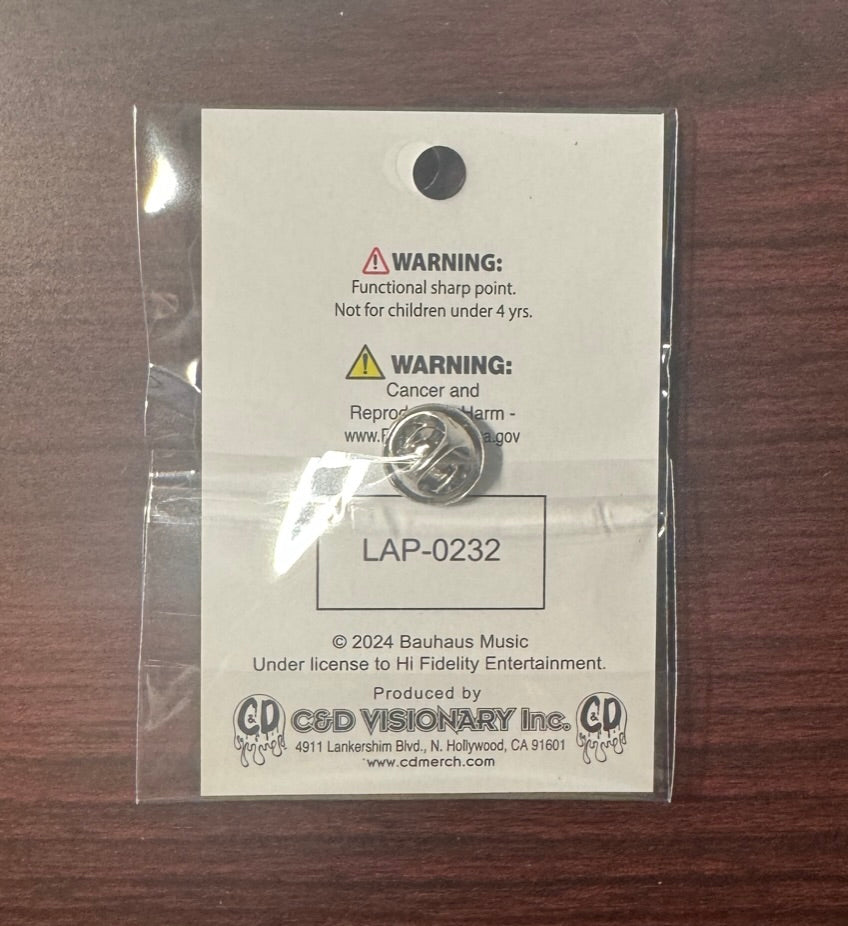 WARNING:
Functional sharp point.
Not for children under 4 yrs.
WARNING:
Cancer and
Harm -
LAP-0232
© 2024 Bauhaus Music
Under license to Hi Fidelity Entertainment.
Produced by
C&D C&D VISIONARY Inc. C&D
4911 Lankershim Blvd., N. Hollywood, CA 91601
www.cdmerch.com